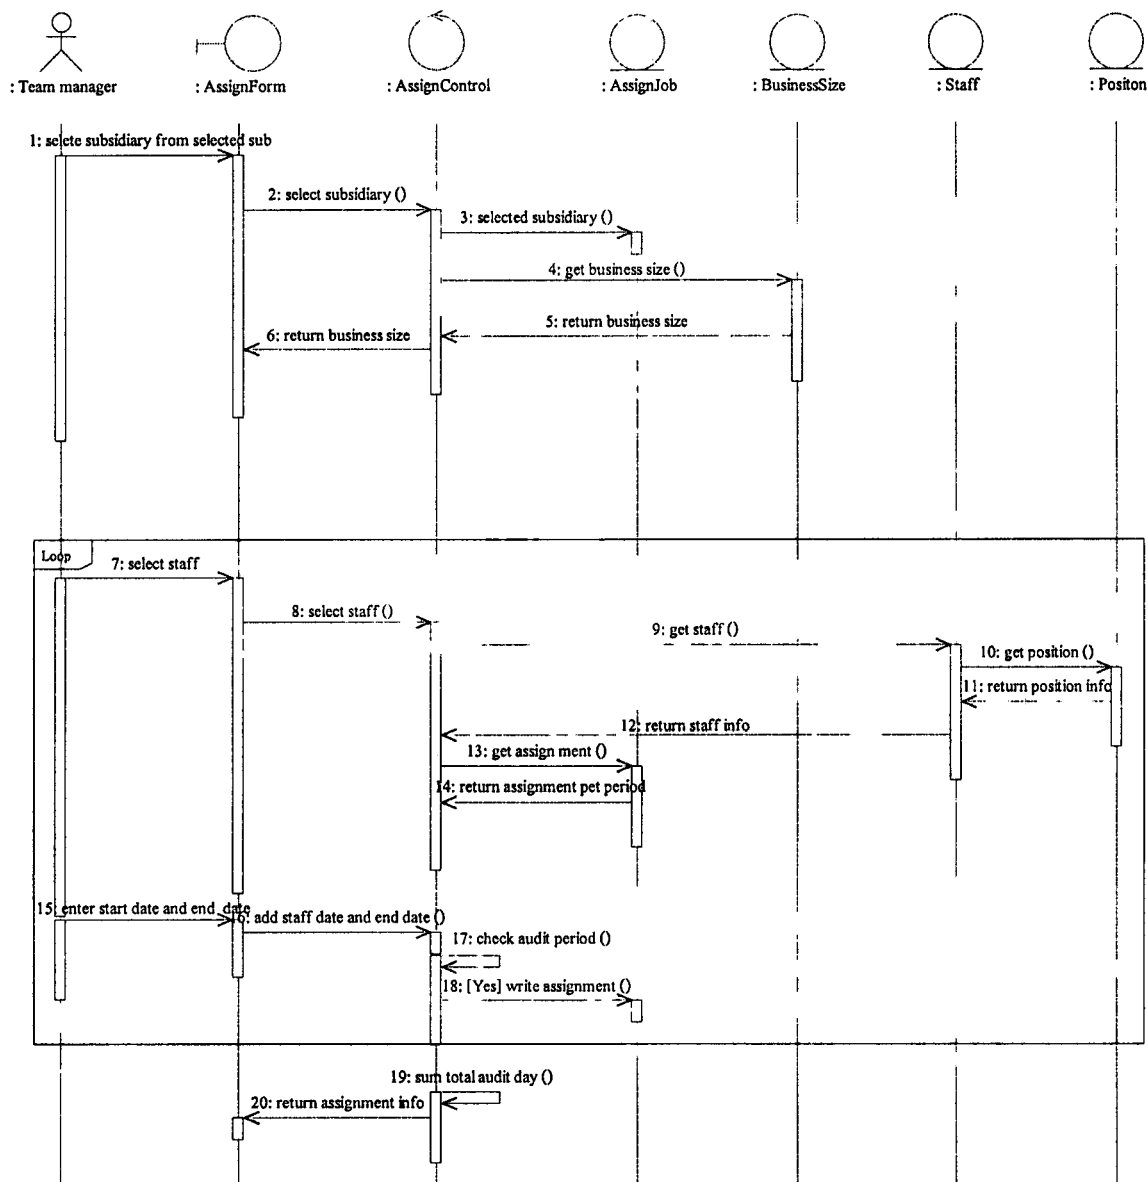 : Team manager
: AssignForm
: AssignControl
: AssignJob
: BusinessSize
: Staff
: Positon
1: selete subsidiary from selected sub
2: select subsidiary ()
3: selected subsidiary ()
4: get business size ()
5: return business size
6: return business size
Loop
7: select staff
8: select staff ()
9: get staff ()
10: get position ()
11: return position info
12: return staff info
13: get assign ment ()
14: return assignment pet period
15: enter start date and end date
6: add staff date and end date ()
17: check audit period ()
18: [Yes] write assignment ()
19: sum total audit day ()
20: return assignment info